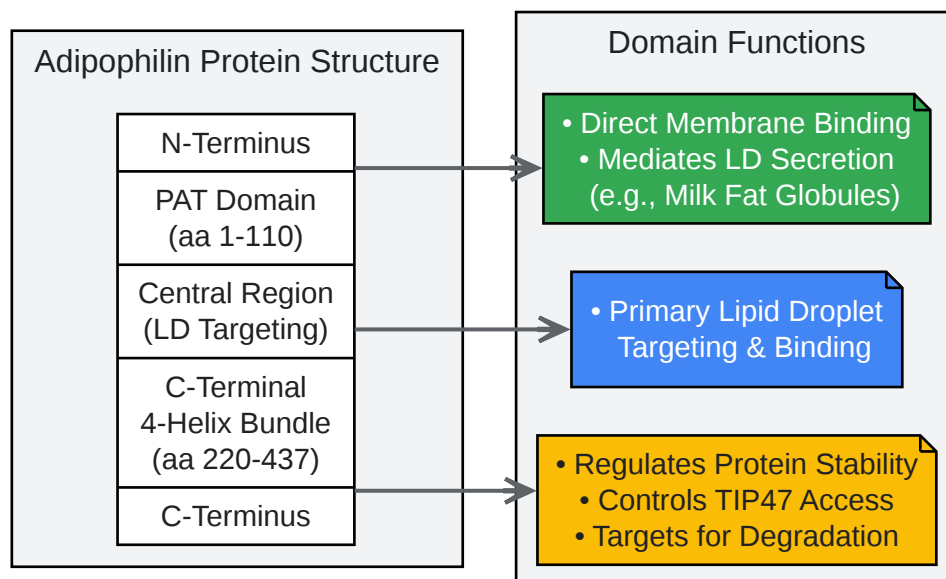 Adipophilin Protein Structure
N-Terminus
PAT Domain
(aa 1-110)
Central Region
(LD Targeting)
C-Terminal
4-Helix Bundle
(aa 220-437)
C-Terminus
Domain Functions
• Direct Membrane Binding
• Mediates LD Secretion
(e.g., Milk Fat Globules)
• Primary Lipid Droplet
Targeting & Binding
• Regulates Protein Stability
• Controls TIP47 Access
• Targets for Degradation